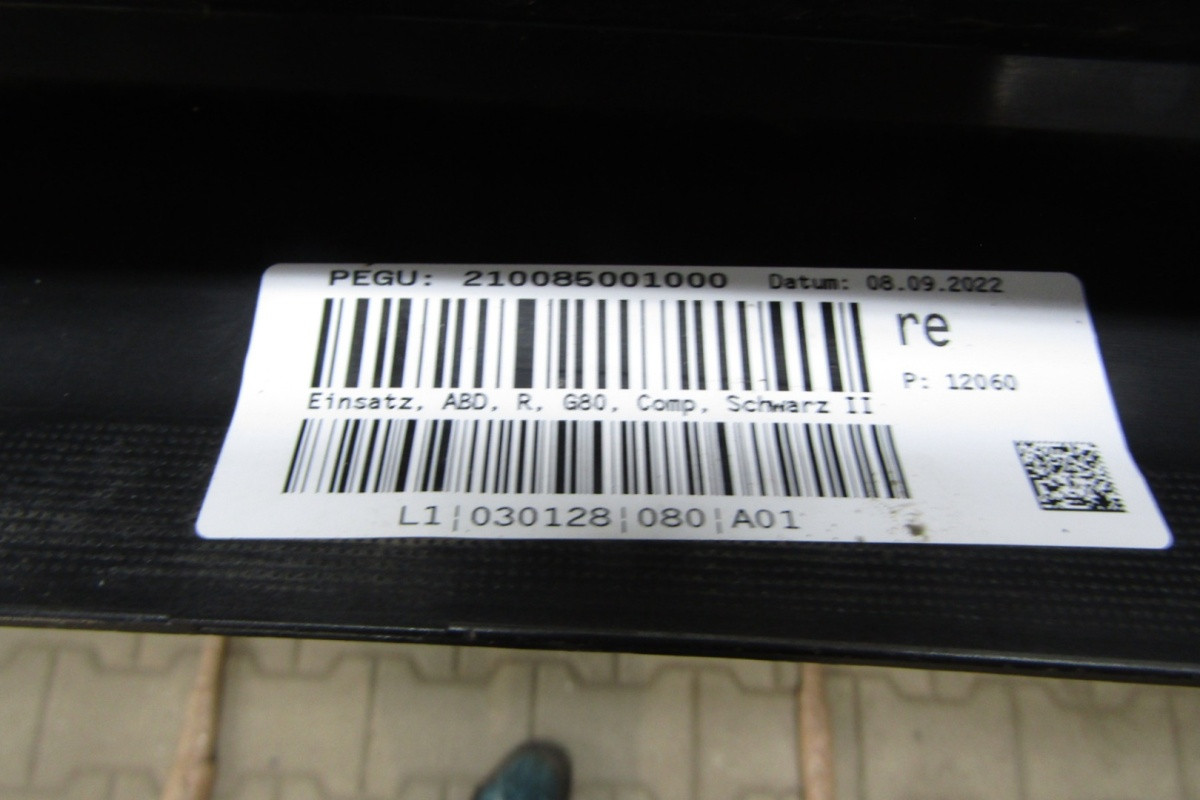 PEGU: 210085001000 Datum: 08.09.2022
re
P: 12060
Einsatz, ABD, R, G80, Comp, Schwarz II
L1|030128|080|A01